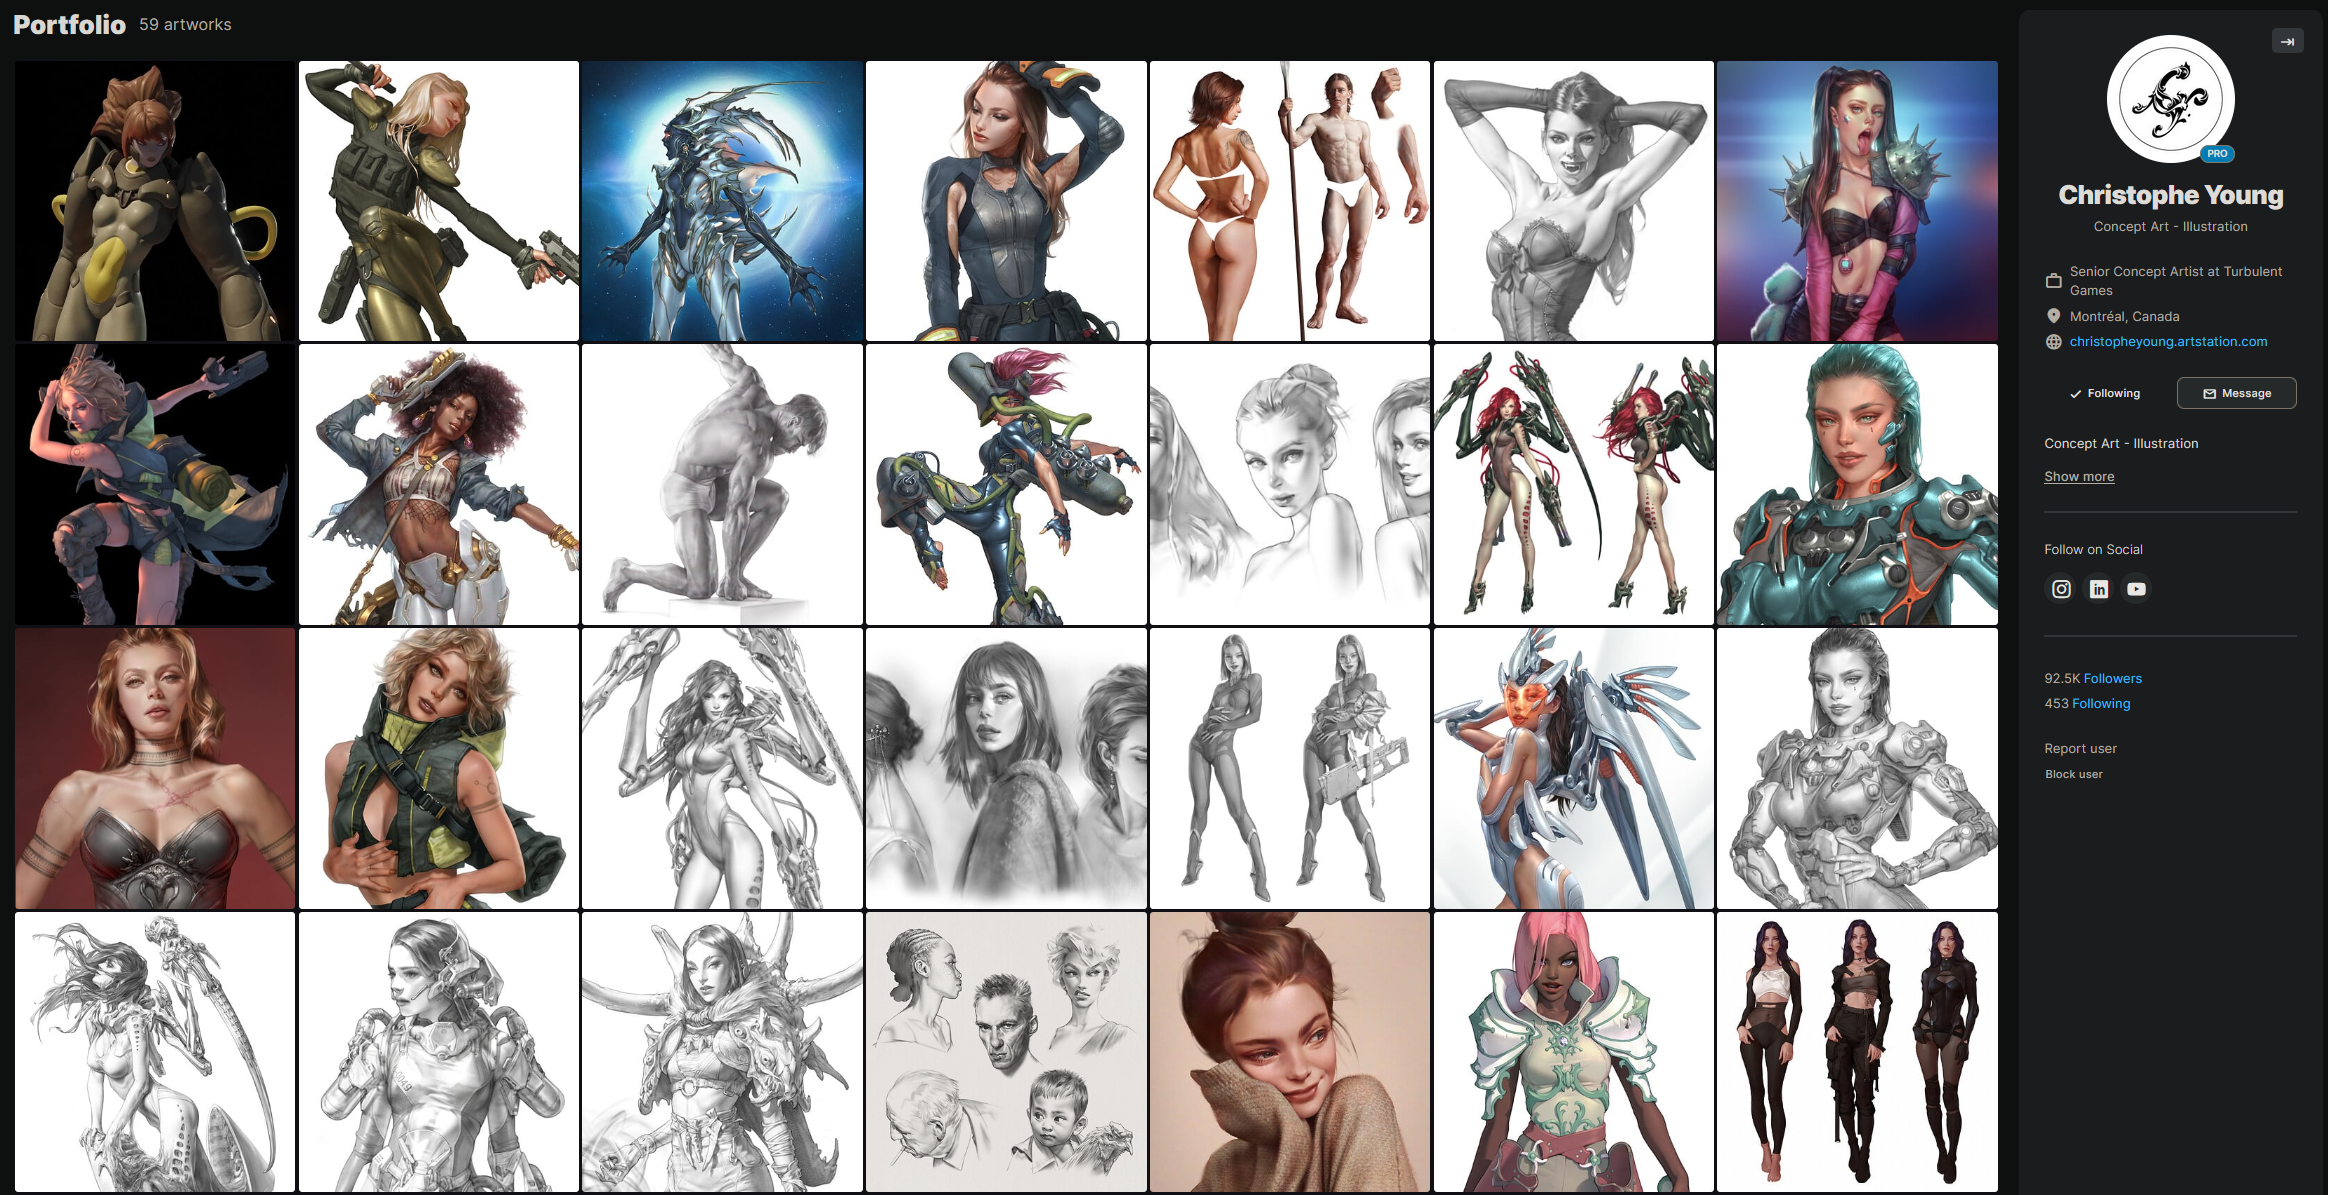 Portfolio 59 artworks
PRO
Christophe Young
Concept Art - Illustration
Senior Concept Artist at Turbulent
Games
Montréal, Canada
christopheyoung.artstation.com
Following
Message
Concept Art - Illustration
Show more
Follow on Social
in
92.5K Followers
453 Following
Report user
Block user